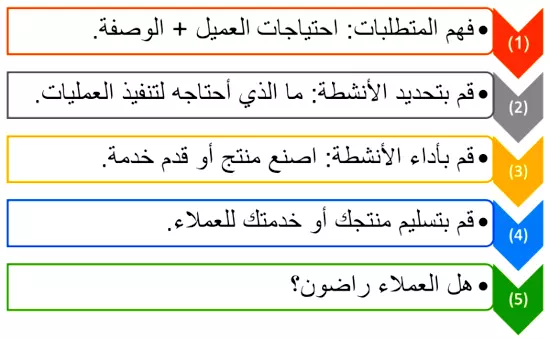 • فهم المتطلبات: احتياجات العميل + الوصفة.
(1)
• قم بتحديد الأنشطة: ما الذي أحتاجه لتنفيذ العمليات.
(2)
• قم بأداء الأنشطة: اصنع منتج أو قدم خدمة.
(3)
• قم بتسليم منتجك أو خدمتك للعملاء.
(4)
• هل العملاء راضون؟
(5)